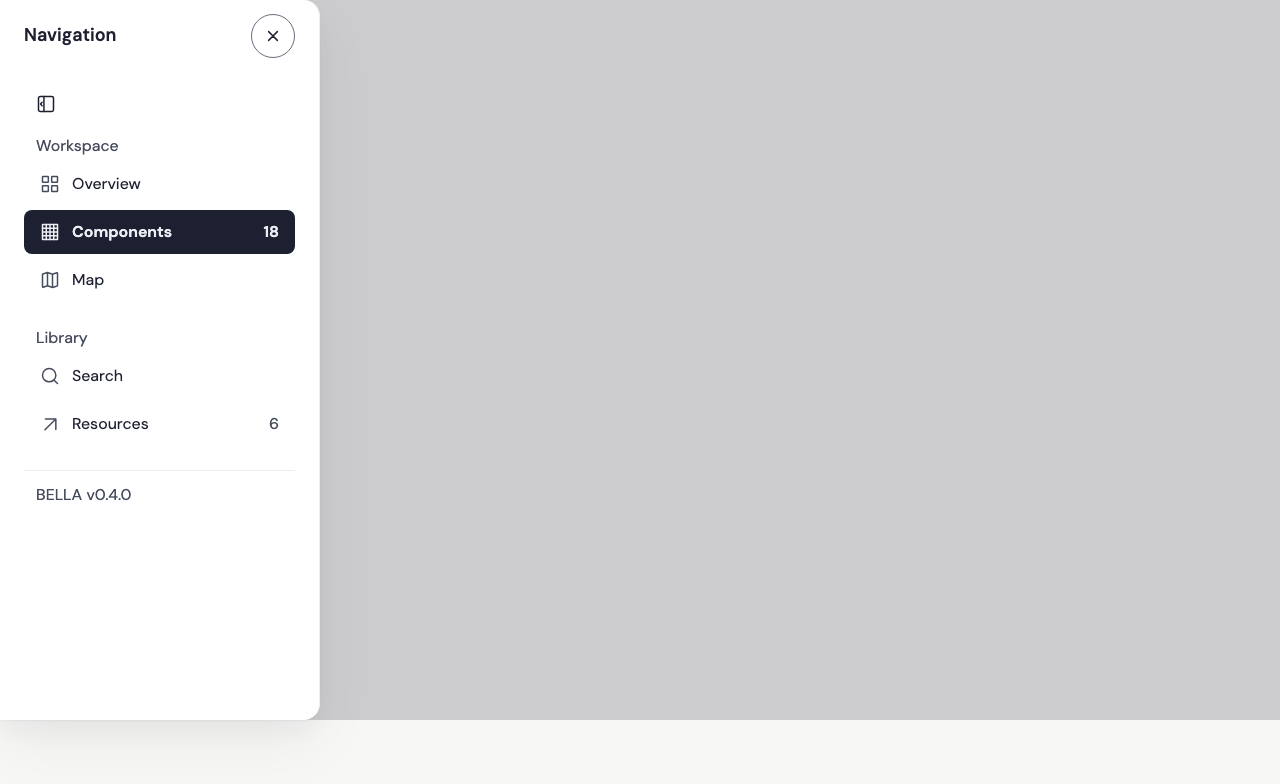 Navigation
Workspace
Overview
Components 18
Map
Library
Search
Resources 6
BELLA v0.4.0